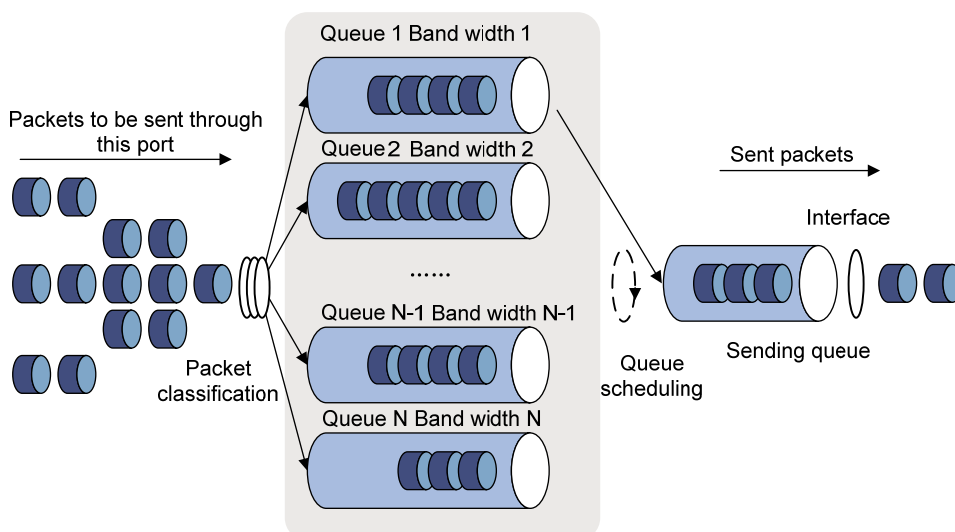 Packets to be sent through
this port
Packet
classification
Queue 1 Band width 1
Queue2 Band width 2
......
Queue N-1 Band width N-1
Queue N Band width N
Queue
scheduling
Sent packets
Interface
Sending queue